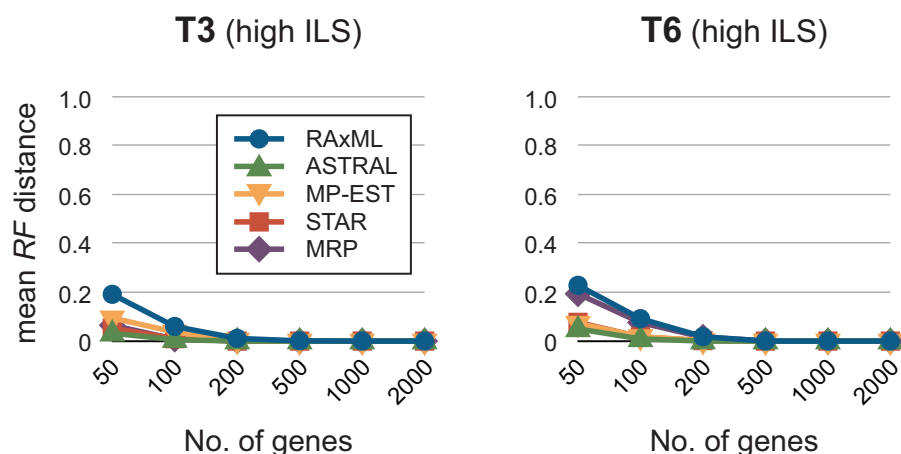 T3 (high ILS)
mean RF distance
1.0
0.8
0.6
0.4
0.2
0
RAxML
ASTRAL
MP-EST
STAR
MRP
50
100
200
500
1000
2000
No. of genes
T6 (high ILS)
1.0
0.8
0.6
0.4
0.2
0
50
100
200
500
1000
2000
No. of genes